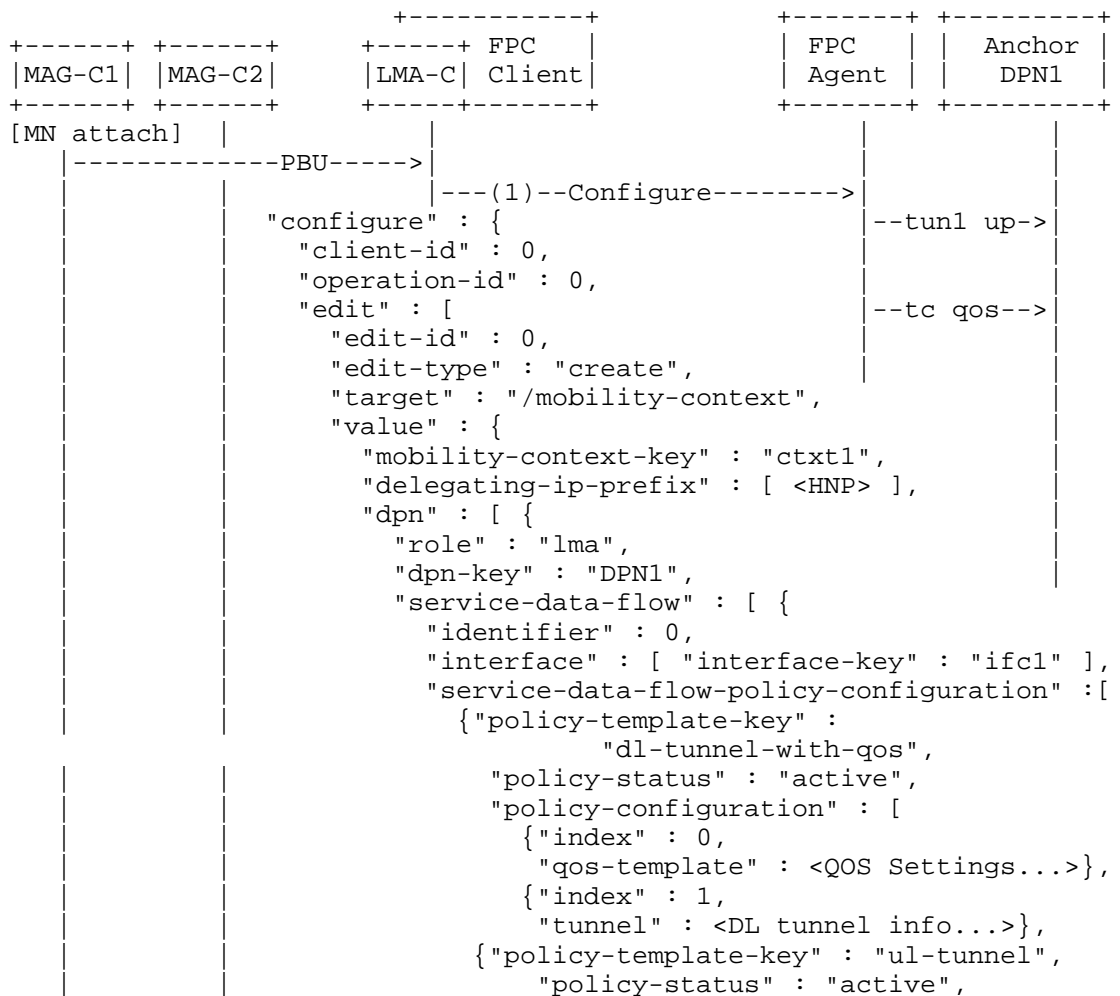 +-----------+             +-------+ +---------+
+------+ +------+     +-----+ FPC    |             | FPC   | |  Anchor |
|MAG-C1| |MAG-C2|     |LMA-C| Client|             | Agent | |   DPN1  |
+------+ +------+     +-----+-------+             +-------+ +---------+
[MN attach]  |            |                           |           |
   |-------------PBU----->|                           |           |
   |         |            |---(1)--Configure-------->|           |
   |         |  "configure" : {                      |--tun1 up->|
   |         |    "client-id" : 0,                   |           |
   |         |    "operation-id" : 0,                |           |
   |         |    "edit" : [                         |--tc qos-->|
   |         |      "edit-id" : 0,                   |           |
   |         |      "edit-type" : "create",          |           |
   |         |      "target" : "/mobility-context",              |
   |         |      "value" : {                                  |
   |         |        "mobility-context-key" : "ctxt1",          |
   |         |        "delegating-ip-prefix" : [ <HNP> ],        |
   |         |        "dpn" : [ {                                |
   |         |          "role" : "lma",                          |
   |         |          "dpn-key" : "DPN1",                      |
   |         |          "service-data-flow" : [ {
   |         |            "identifier" : 0,
   |         |            "interface" : [ "interface-key" : "ifc1" ],
   |         |            "service-data-flow-policy-configuration" :[
   |         |              {"policy-template-key" :
                                     "dl-tunnel-with-qos",
   |         |                "policy-status" : "active",
   |         |                "policy-configuration" : [
   |         |                  {"index" : 0,
   |         |                   "qos-template" : <QOS Settings...>},
   |         |                  {"index" : 1,
   |         |                   "tunnel" : <DL tunnel info...>},
   |         |               {"policy-template-key" : "ul-tunnel",
   |         |                   "policy-status" : "active",